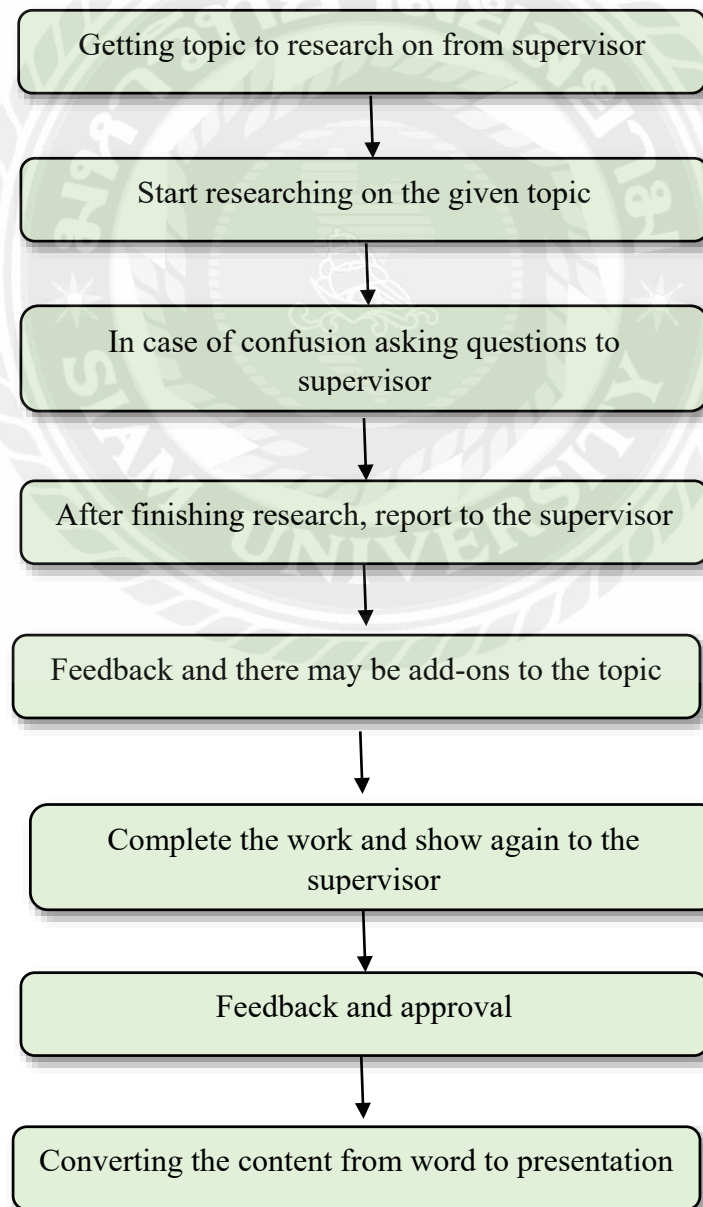 Getting topic to research on from supervisor
Start researching on the given topic
In case of confusion asking questions to
supervisor
After finishing research, report to the supervisor
Feedback and there may be add-ons to the topic
Complete the work and show again to the
supervisor
Feedback and approval
Converting the content from word to presentation
SIAM UNIVERSITY